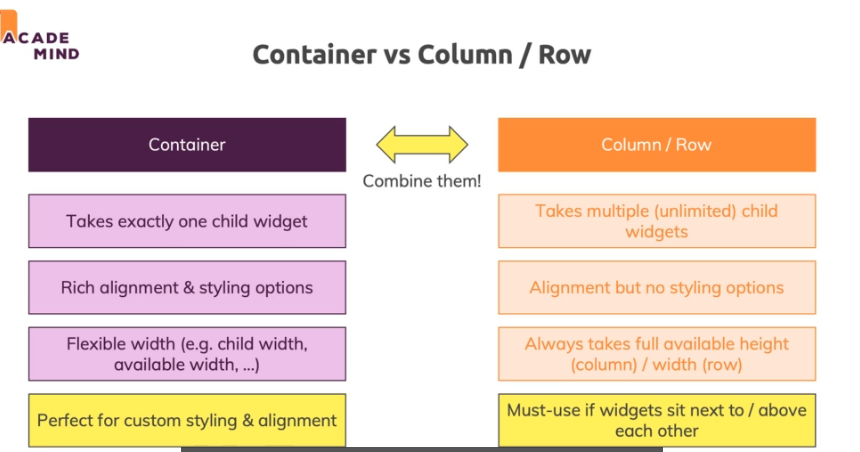 ACADE
MIND
Container vs Column / Row
Container
Combine them!
Column / Row
Takes exactly one child widget
Takes multiple (unlimited) child
widgets
Rich alignment & styling options
Alignment but no styling options
Flexible width (e.g. child width,
available width, ...)
Always takes full available height
(column) / width (row)
Perfect for custom styling & alignment
Must-use if widgets sit next to / above
each other